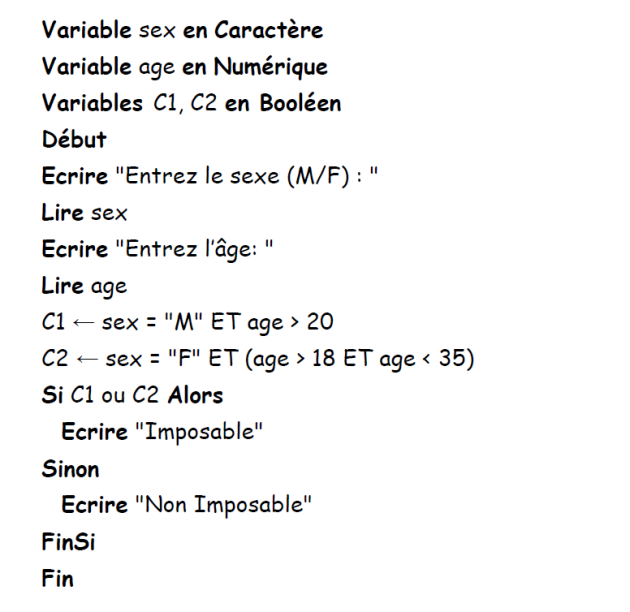 Variable sex en Caractère
Variable age en Numérique
Variables C1, C2 en Booléen
Début
Ecrire "Entrez le sexe (M/F) : "
Lire sex
Ecrire "Entrez l'âge: "
Lire age
C1 ← sex = "M" ET age > 20
C2 ← sex = "F" ET (age > 18 ET age < 35)
Si C1 ou C2 Alors
Ecrire "Imposable"
Sinon
Ecrire "Non Imposable"
FinSi
Fin